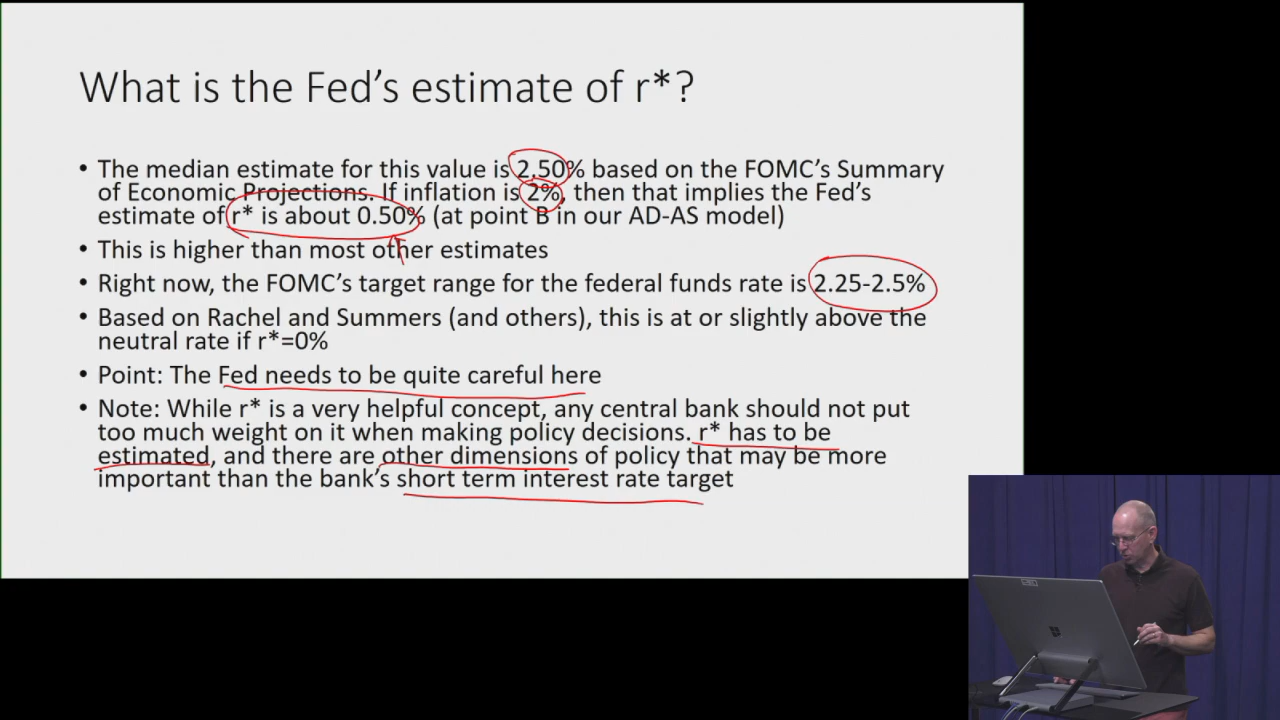 What is the Fed's estimate of r*?
• The median estimate for this value is 2.50% based on the FOMC's Summary
of Economic Projections. If inflation is 2%, then that implies the Fed's
estimate of r* is about 0.50% (at point B in our AD-AS model)
• This is higher than most other estimates
• Right now, the FOMC's target range for the federal funds rate is 2.25-2.5%
• Based on Rachel and Summers (and others), this is at or slightly above the
neutral rate if r*=0%
• Point: The Fed needs to be quite careful here
• Note: While r* is a very helpful concept, any central bank should not put
too much weight on it when making policy decisions. r* has to be
estimated, and there are other dimensions of policy that may be more
important than the bank's short term interest rate target